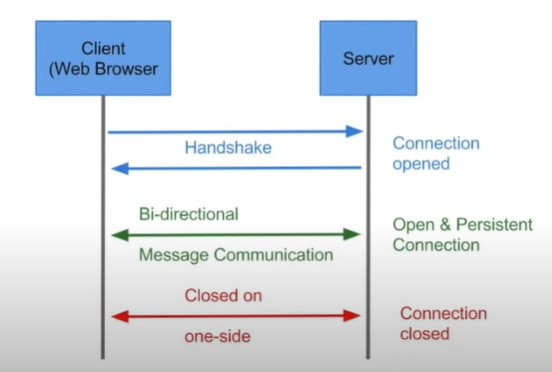 Client
(Web Browser
Server
Handshake
Connection
opened
Bi-directional
Message Communication
Open & Persistent
Connection
Closed on
one-side
Connection
closed